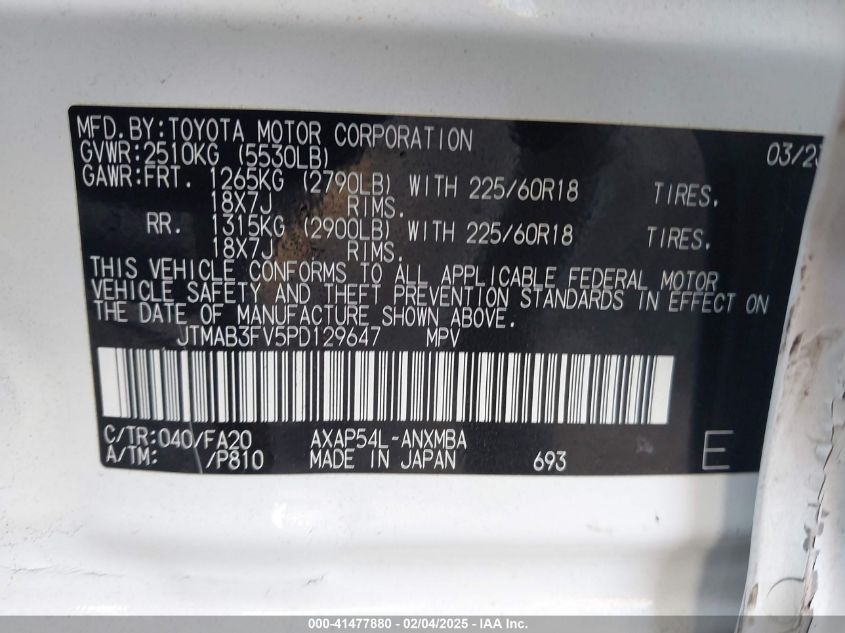 MFD.BY:TOYOTA MOTOR CORPORATION 03/23
GVWR:2510KG (5530LB)
GAWR:FRT. 1265KG (2790LB) WITH 225/60R18 TIRES.
18X7J RIMS.
RR. 1315KG (2900LB) WITH 225/60R18 TIRES.
18X7J RIMS.
THIS VEHICLE CONFORMS TO ALL APPLICABLE FEDERAL MOTOR
VEHICLE SAFETY AND THEFT PREVENTION STANDARDS IN EFFECT ON
THE DATE OF MANUFACTURE SHOWN ABOVE.
JTMAB3FV5PD129647 MPV
C/TR:040/FA20 AXAP54L-ANXMBA
A/TM: /P810 MADE IN JAPAN 693 E
000-41477880 - 02/04/2025 - IAA Inc.